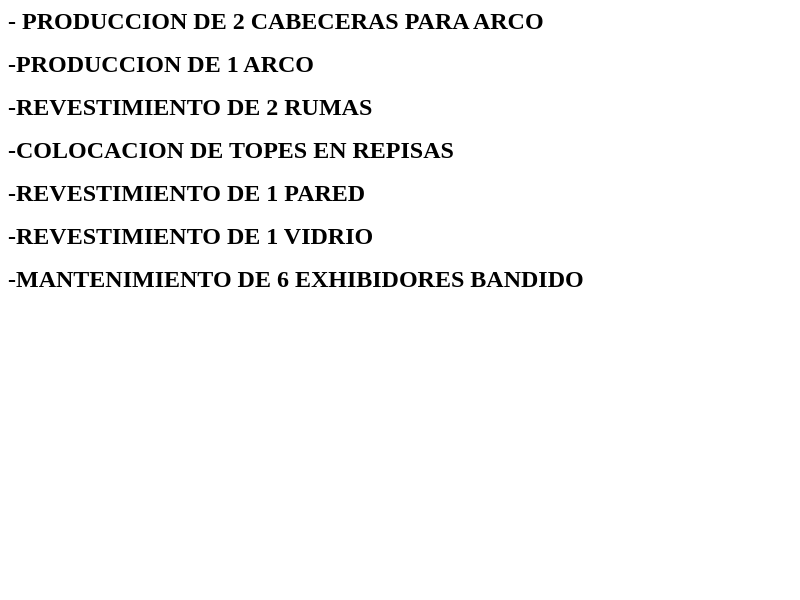 - PRODUCCION DE 2 CABECERAS PARA ARCO
-PRODUCCION DE 1 ARCO
-REVESTIMIENTO DE 2 RUMAS
-COLOCACION DE TOPES EN REPISAS
-REVESTIMIENTO DE 1 PARED
-REVESTIMIENTO DE 1 VIDRIO
-MANTENIMIENTO DE 6 EXHIBIDORES BANDIDO